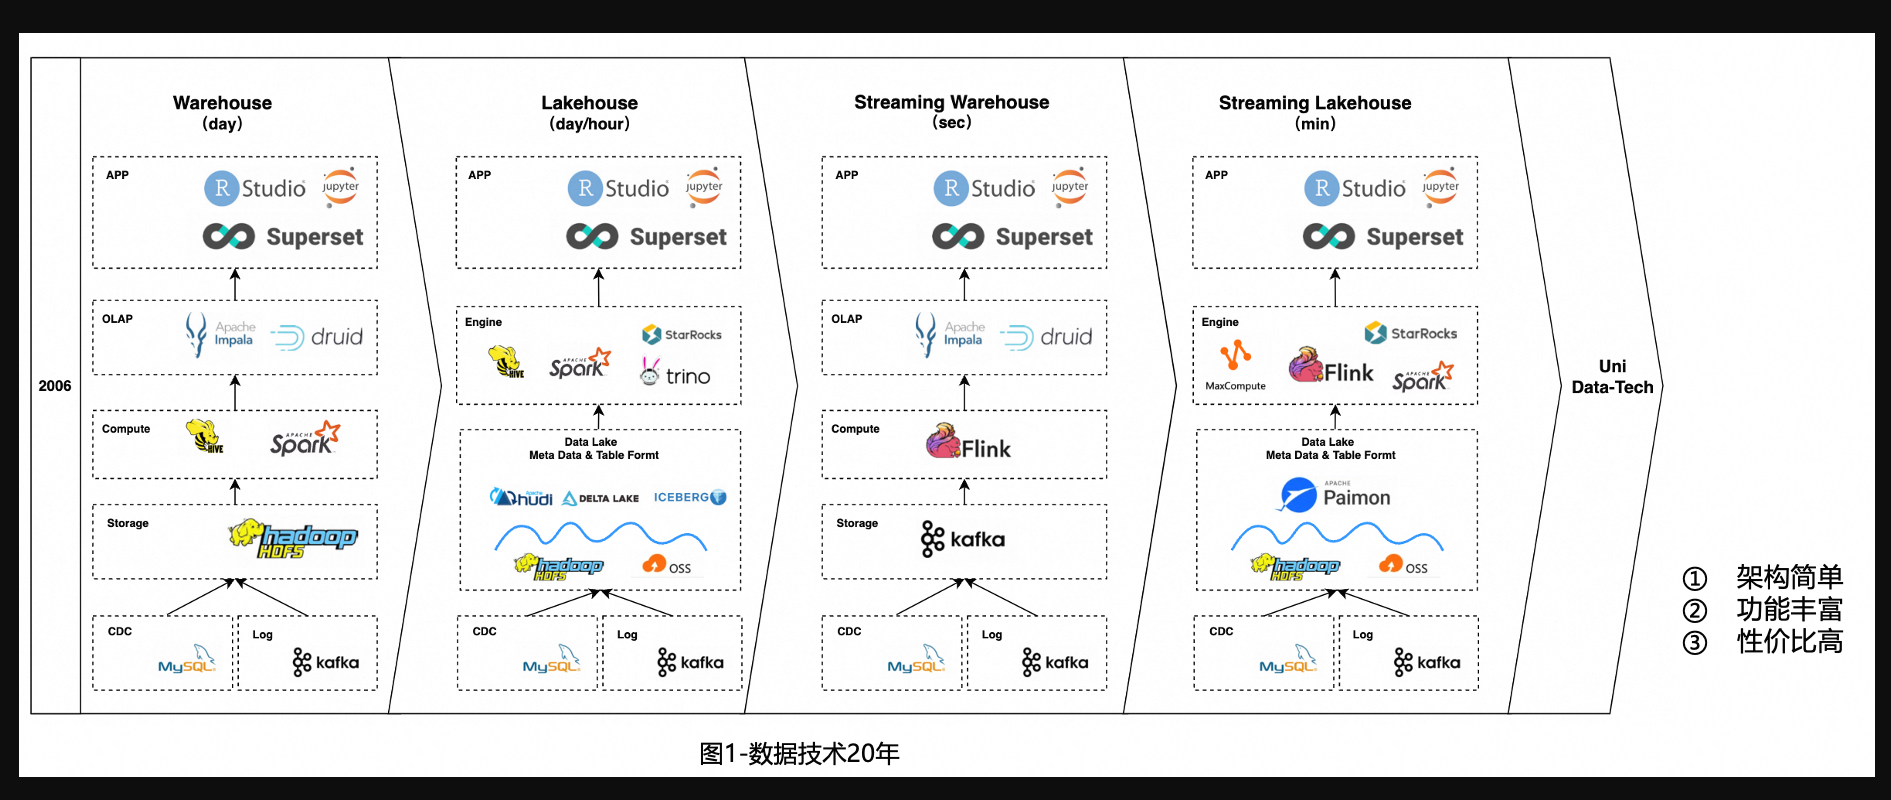 2006
Warehouse
(day)
APP
R Studio
jupyter
Superset
OLAP
Apache
Impala
druid
Compute
HIVE
APACHE
Spark
Storage
hadoop
HDFS
CDC
MySQL
Log
kafka
Lakehouse
(day/hour)
APP
R Studio
jupyter
Superset
Engine
StarRocks
HIVE
APACHE
Spark
trino
Data Lake
Meta Data & Table Formt
Apache
hudi
DELTA LAKE
ICEBERG
hadoop
HDFS
OSS
CDC
MySQL
Log
kafka
Streaming Warehouse
(sec)
APP
R Studio
jupyter
Superset
OLAP
Apache
Impala
druid
Compute
Flink
Storage
kafka
CDC
MySQL
Log
kafka
Streaming Lakehouse
(min)
APP
R Studio
jupyter
Superset
Engine
StarRocks
MaxCompute
Flink
APACHE
Spark
Data Lake
Meta Data & Table Formt
APACHE
Paimon
hadoop
HDFS
OSS
CDC
MySQL
Log
kafka
Uni
Data-Tech
① 架构简单
② 功能丰富
③ 性价比高
图1-数据技术20年